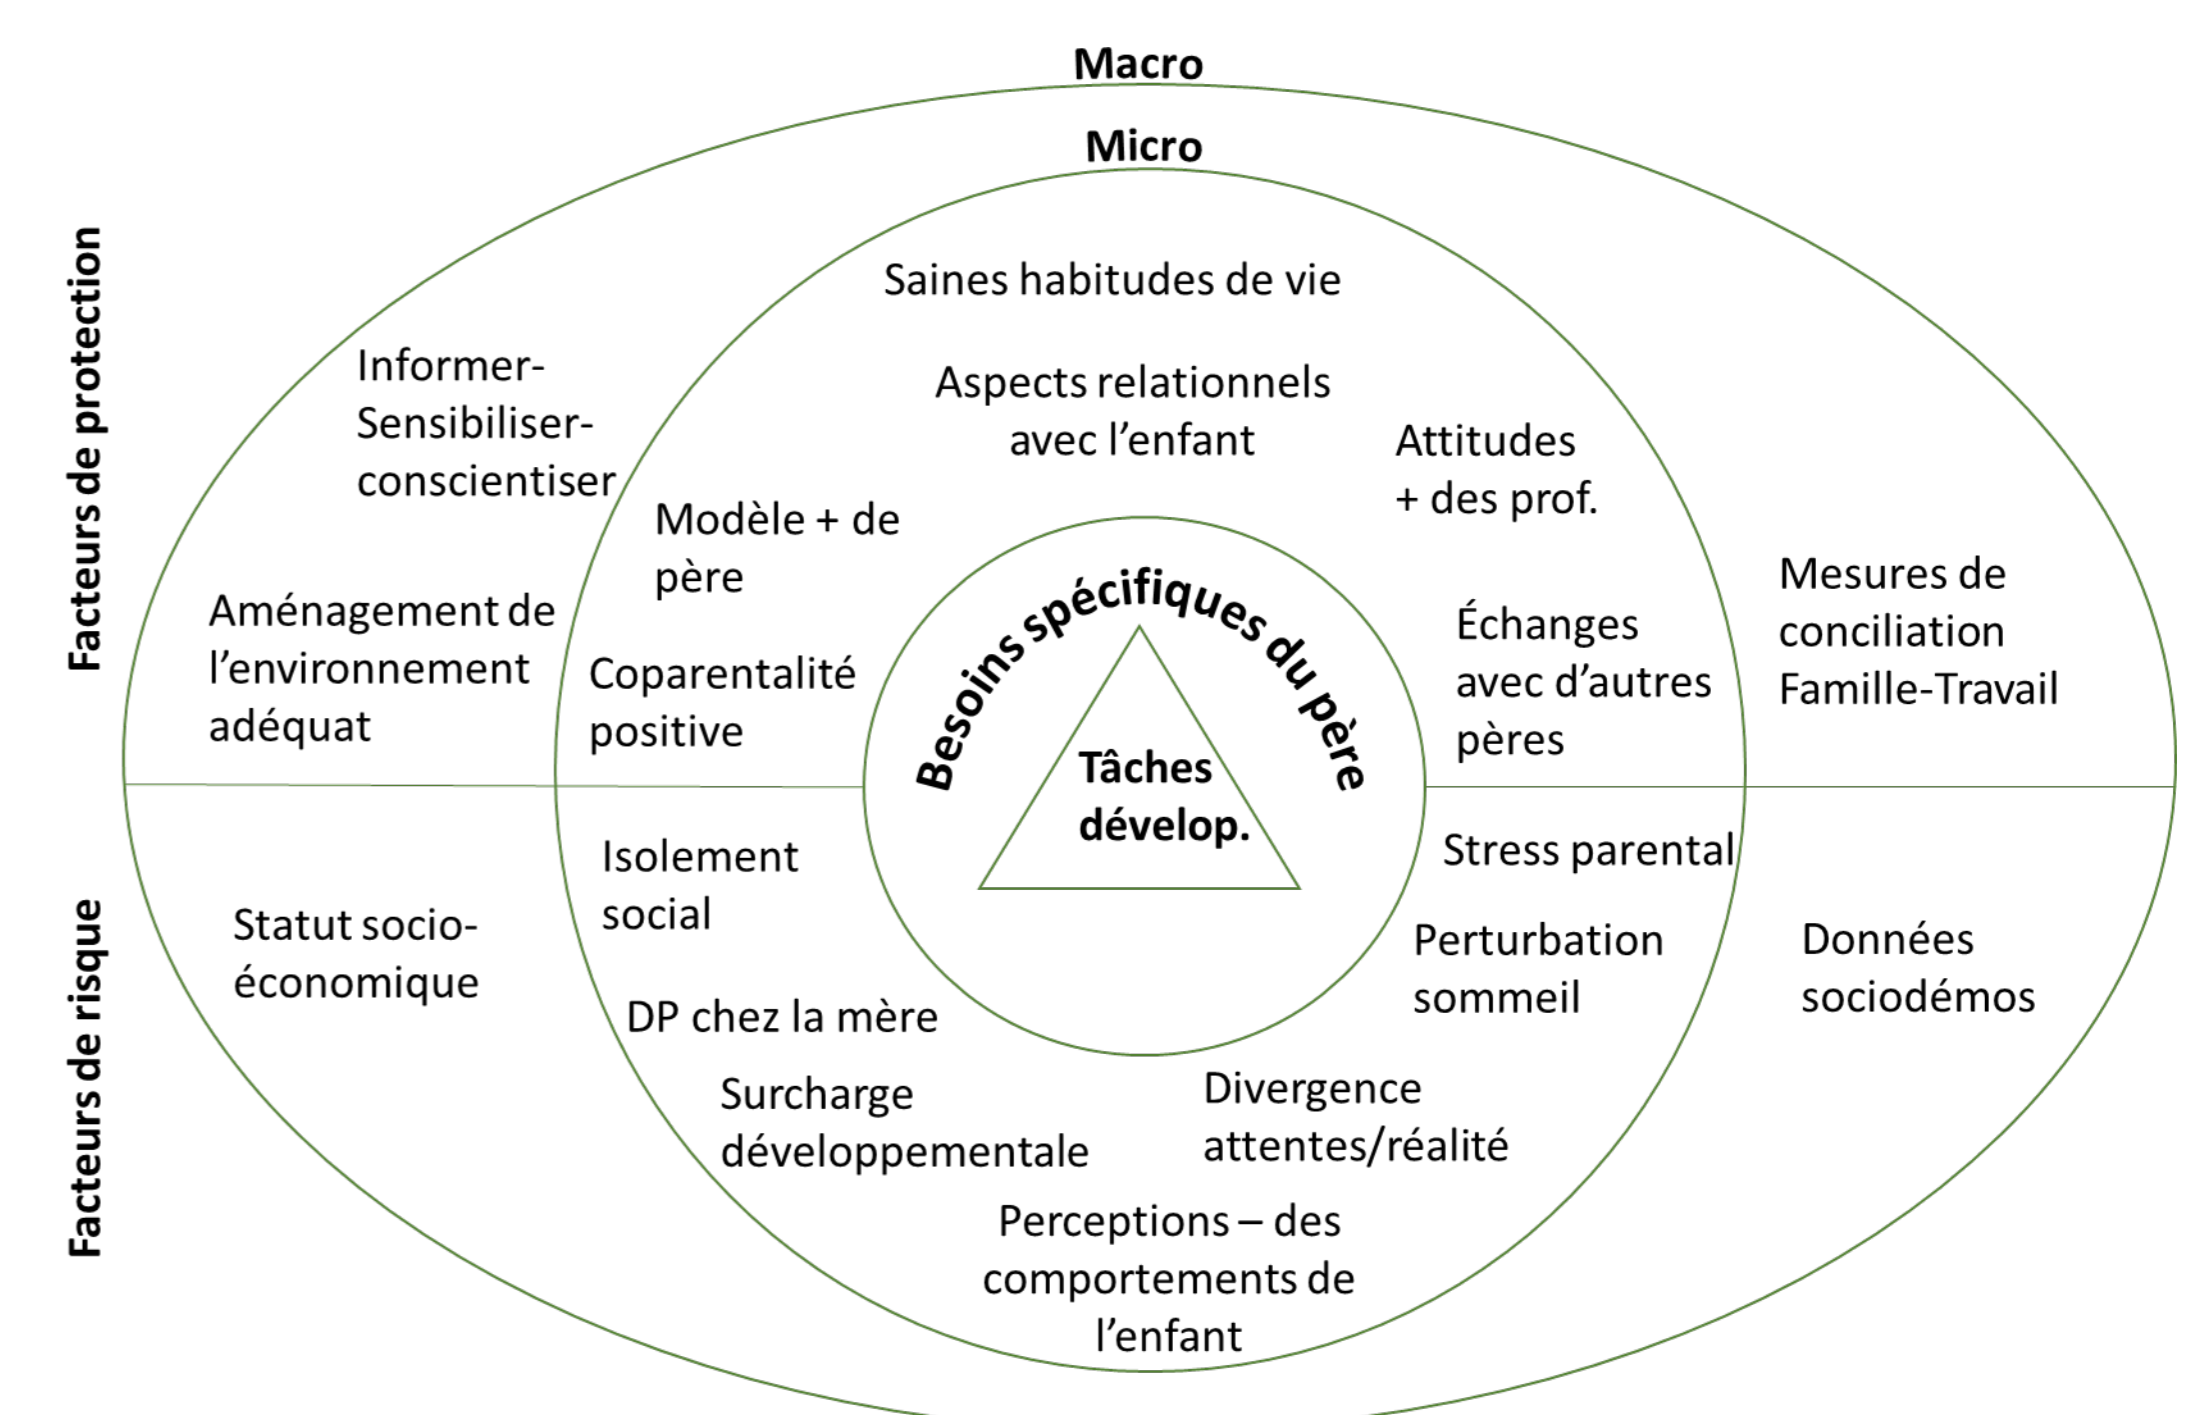 Macro
Micro
Facteurs de protection
Saines habitudes de vie
Informer-
Sensibiliser-
conscientiser
Aspects relationnels
avec l’enfant
Attitudes
+ des prof.
Modèle + de
père
Aménagement de
l’environnement
adéquat
Coparentalité
positive
Besoins spécifiques du père
Tâches
dévelop.
Échanges
avec d’autres
pères
Mesures de
conciliation
Famille-Travail
Facteurs de risque
Statut socio-
économique
Isolement
social
DP chez la mère
Surcharge
développementale
Stress parental
Perturbation
sommeil
Divergence
attentes/réalité
Perceptions – des
comportements de
l’enfant
Données
sociodémos